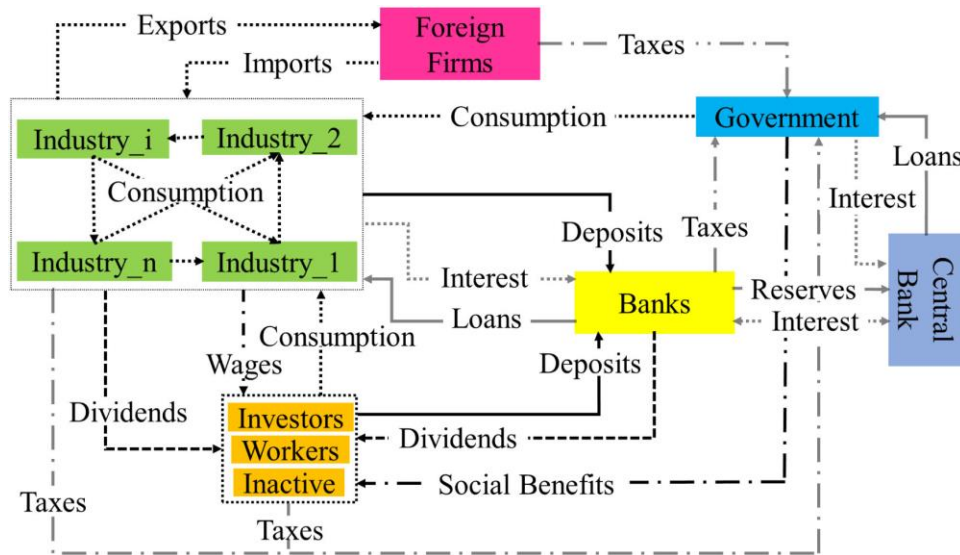 Exports
Foreign
Firms
Taxes
Imports
Consumption
Government
Industry_i
Industry_2
Loans
Consumption
Interest
Taxes
Deposits
Industry_n
Industry_1
Interest
Banks
Reserves
Central
Bank
Loans
Interest
Consumption
Wages
Deposits
Dividends
Investors
Dividends
Workers
Inactive
Social Benefits
Taxes
Taxes